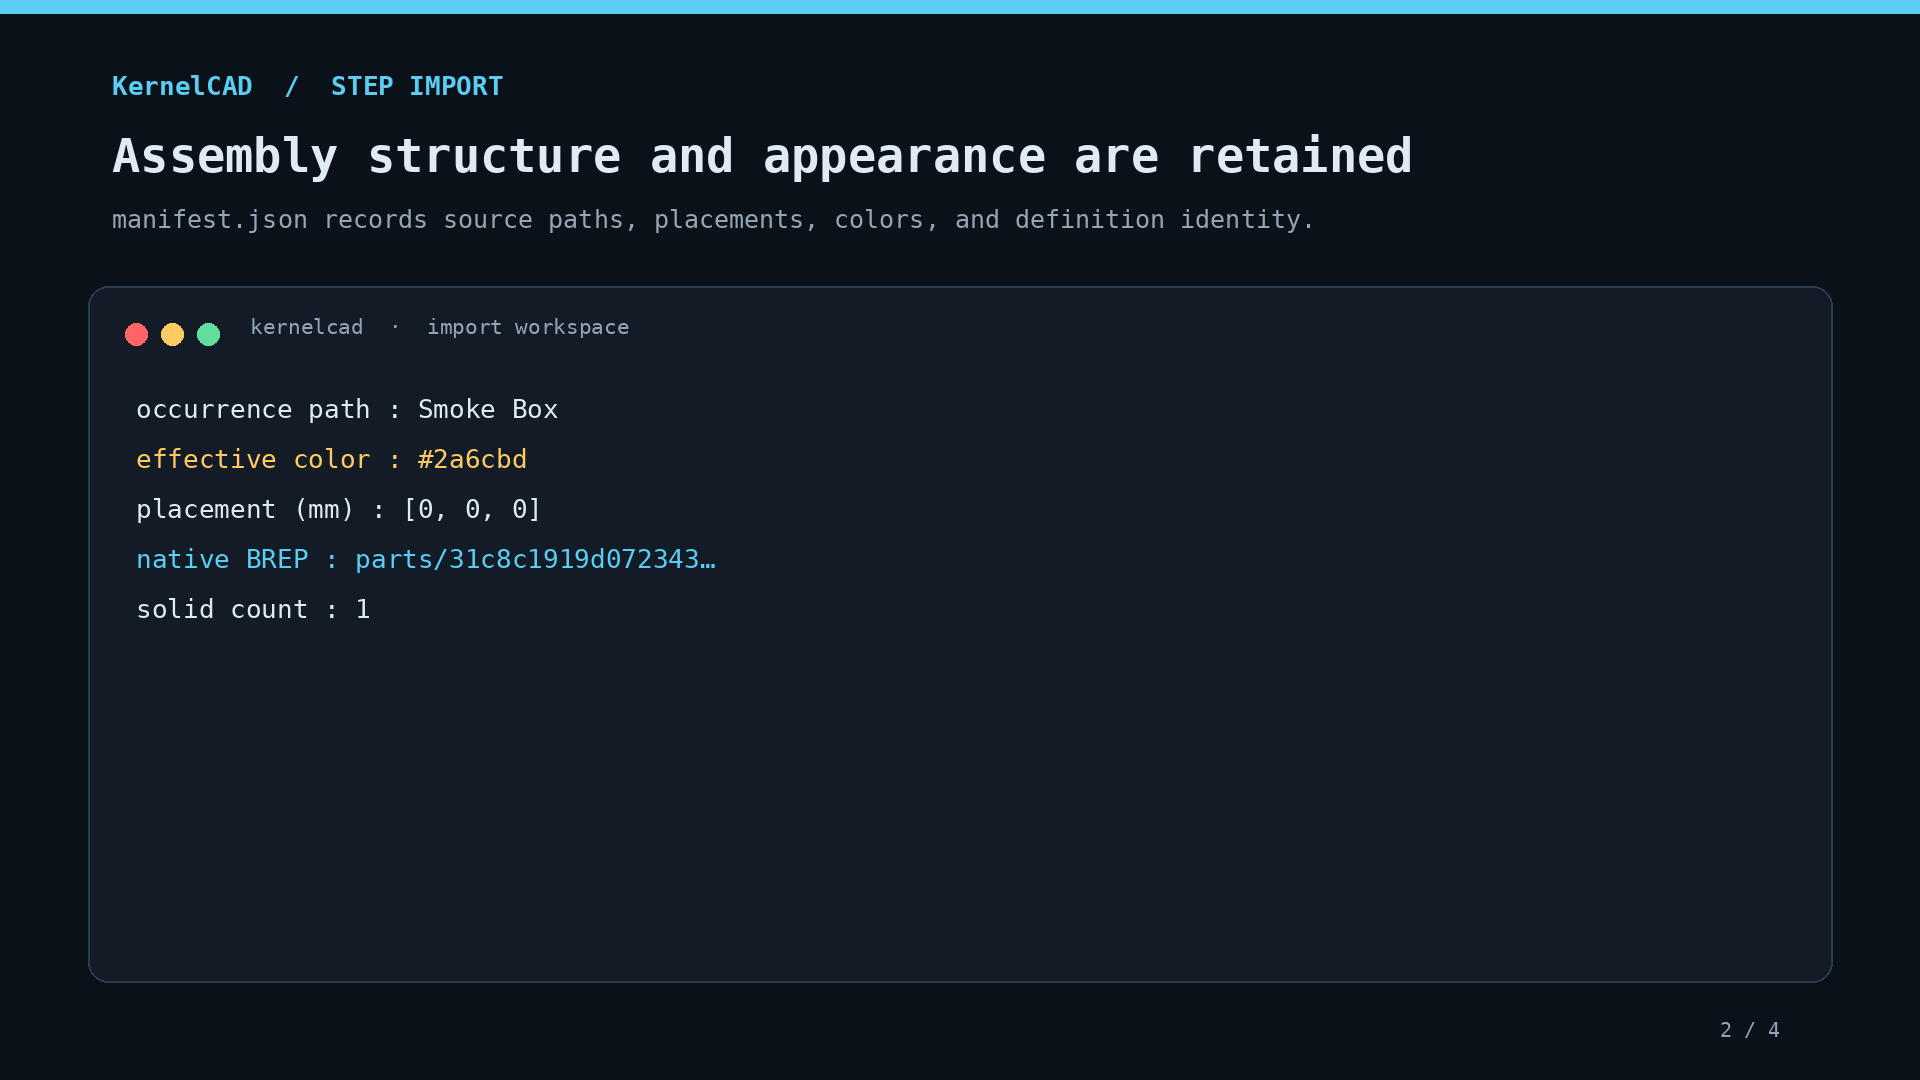 KernelCAD / STEP IMPORT
Assembly structure and appearance are retained
manifest.json records source paths, placements, colors, and definition identity.
kernelcad · import workspace
occurrence path : Smoke Box
effective color : #2a6cbd
placement (mm) : [0, 0, 0]
native BREP : parts/31c8c1919d072343…
solid count : 1
2 / 4